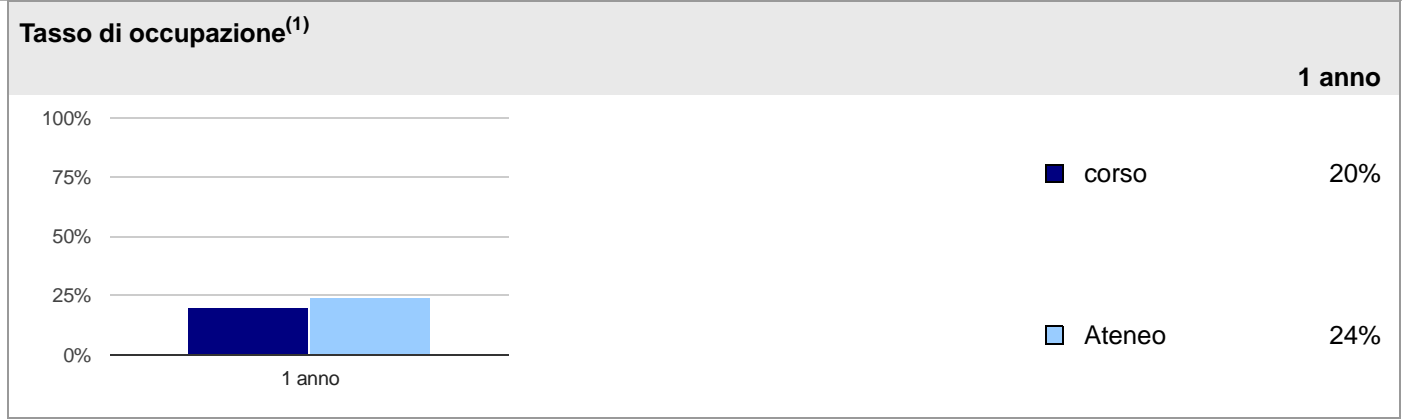 Tasso di occupazione(1)
1 anno
100%
75%
50%
25%
0%
1 anno
corso 20%
Ateneo 24%